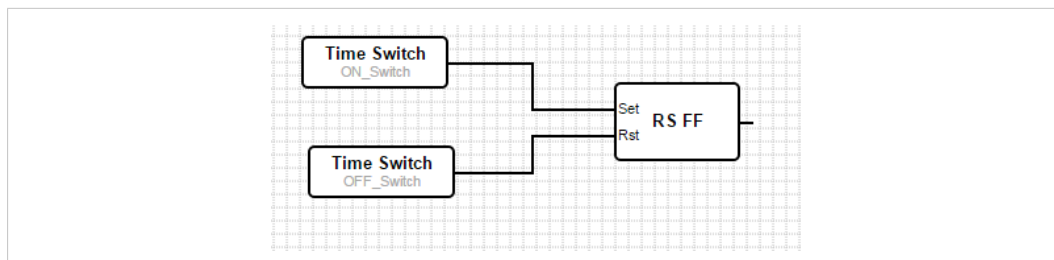 Time Switch
ON_Switch
Set
RS FF
Rst
Time Switch
OFF_Switch